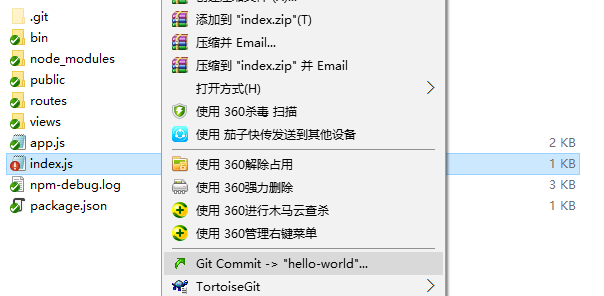 .git
bin
node_modules
public
routes
views
app.js 2 KB
index.js 1 KB
npm-debug.log 3 KB
package.json 1 KB
添加到 "index.zip"(T)
压缩并 Email...
压缩到 "index.zip" 并 Email
打开方式(H)
使用 360杀毒 扫描
使用 茄子快传发送到其他设备
使用 360解除占用
使用 360强力删除
使用 360进行木马云查杀
使用 360管理右键菜单
Git Commit -> "hello-world"...
TortoiseGit